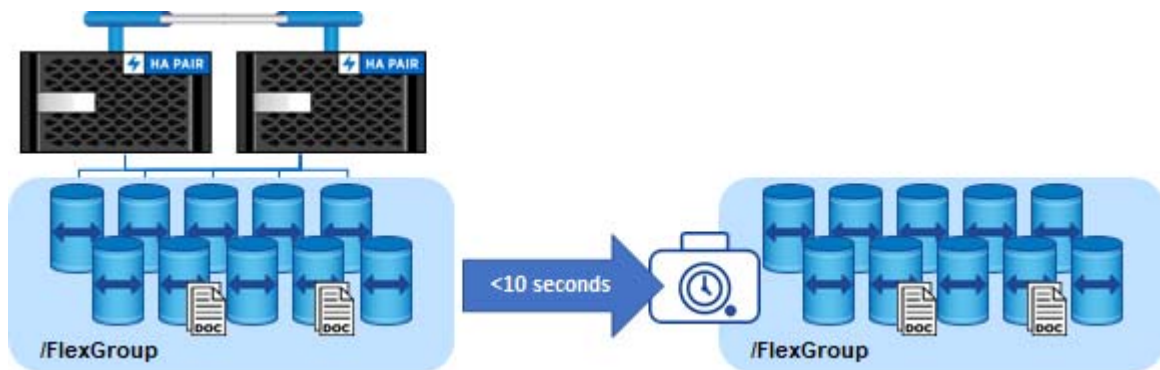 HA PAIR
HA PAIR
DOC
DOC
/FlexGroup
<10 seconds
DOC
DOC
/FlexGroup